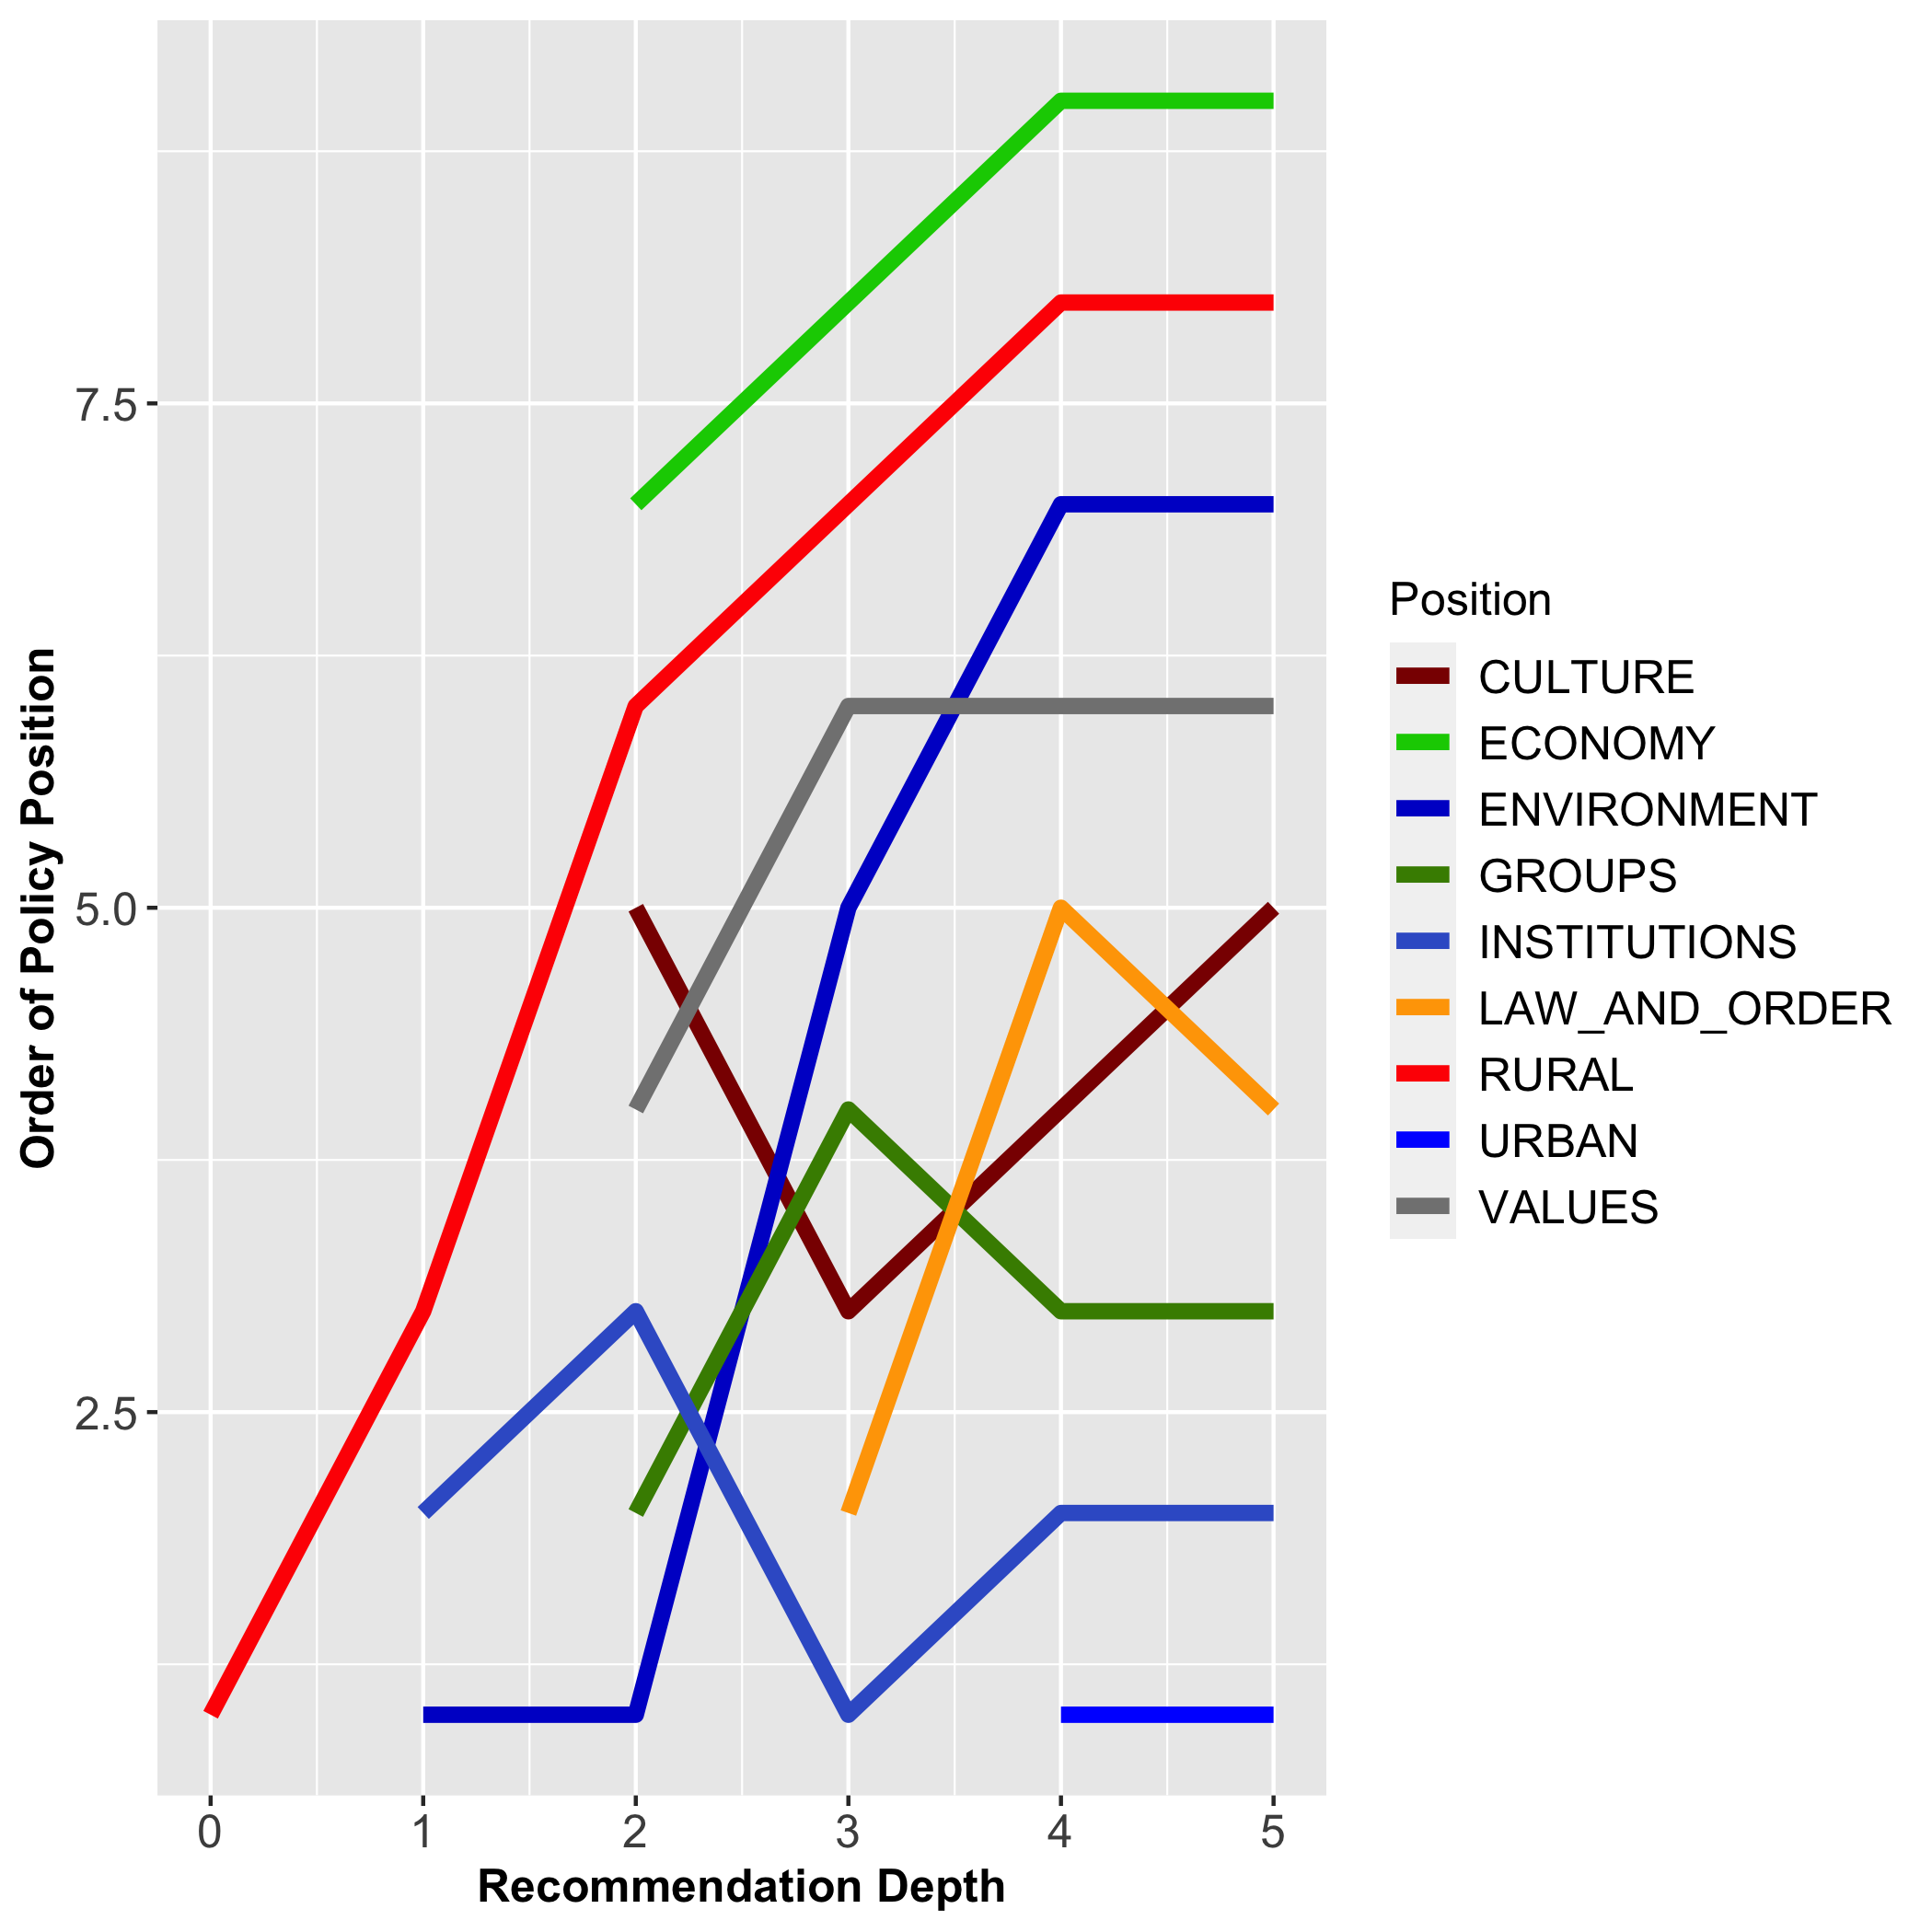 Order of Policy Position
7.5
5.0
2.5
0 1 2 3 4 5
Recommendation Depth
Position
CULTURE
ECONOMY
ENVIRONMENT
GROUPS
INSTITUTIONS
LAW_AND_ORDER
RURAL
URBAN
VALUES